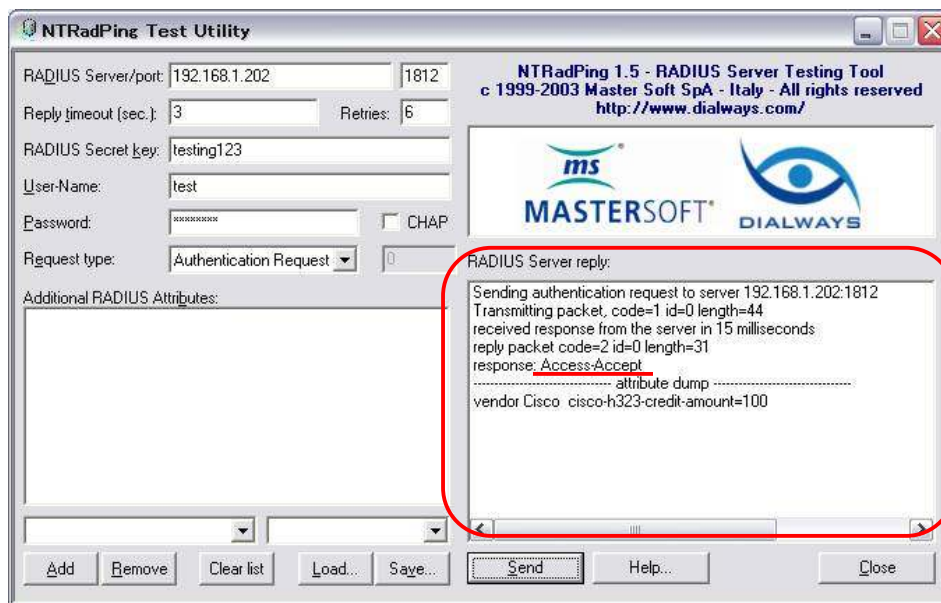 NTRadPing Test Utility
RADIUS Server/port: 192.168.1.202 1812
Reply timeout (sec.): 3 Retries: 6
RADIUS Secret key: testing123
User-Name: test
Password: xxxxxxxx CHAP
Request type: Authentication Request 0
Additional RADIUS Attributes:
NTRadPing 1.5 - RADIUS Server Testing Tool
c 1999-2003 Master Soft SpA - Italy - All rights reserved
http://www.dialways.com/
ms
MASTERSOFT
DIALWAYS
RADIUS Server reply:
Sending authentication request to server 192.168.1.202:1812
Transmitting packet, code=1 id=0 length=44
received response from the server in 15 milliseconds
reply packet code=2 id=0 length=31
response: Access-Accept
--------------------------------- attribute dump ---------------------------------
vendor Cisco  cisco-h323-credit-amount=100
Add Remove Clear list Load... Save... Send Help... Close